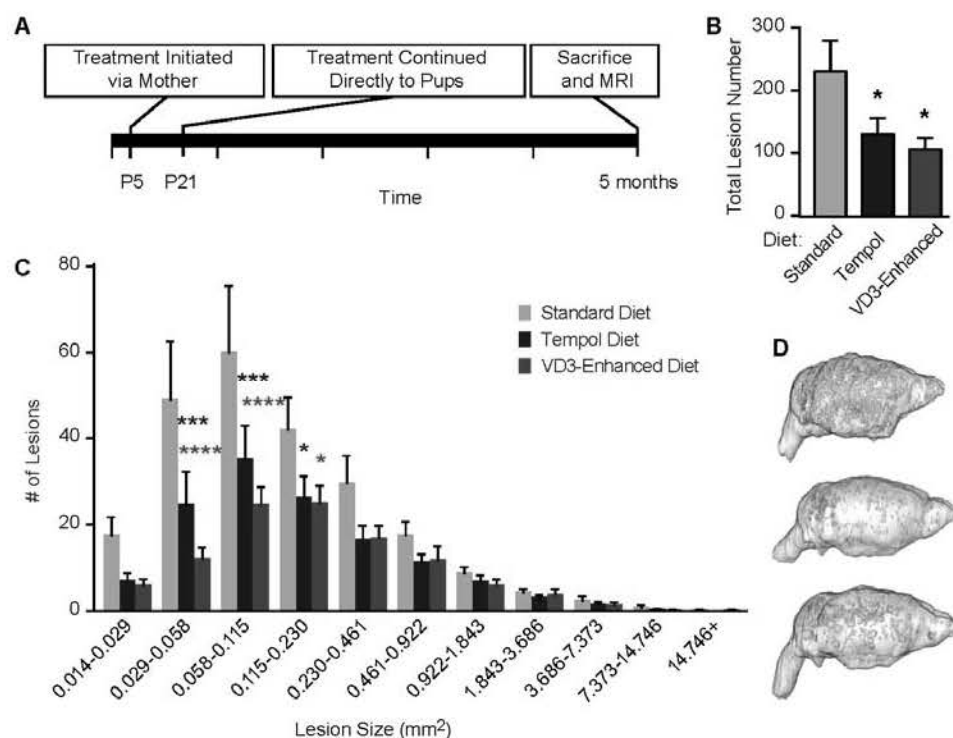 A
Treatment Initiated
via Mother
Treatment Continued
Directly to Pups
Sacrifice
and MRI
P5
P21
Time
5 months
B
Total Lesion Number
300
200
100
0
Diet:
Standard
Tempol
VD3-Enhanced
C
# of Lesions
80
60
40
20
0
Standard Diet
Tempol Diet
VD3-Enhanced Diet
*
*
***
****
***
****
*
*
0.014-0.029
0.029-0.058
0.058-0.115
0.115-0.230
0.230-0.461
0.461-0.922
0.922-1.843
1.843-3.686
3.686-7.373
7.373-14.746
14.746+
Lesion Size (mm²)
D